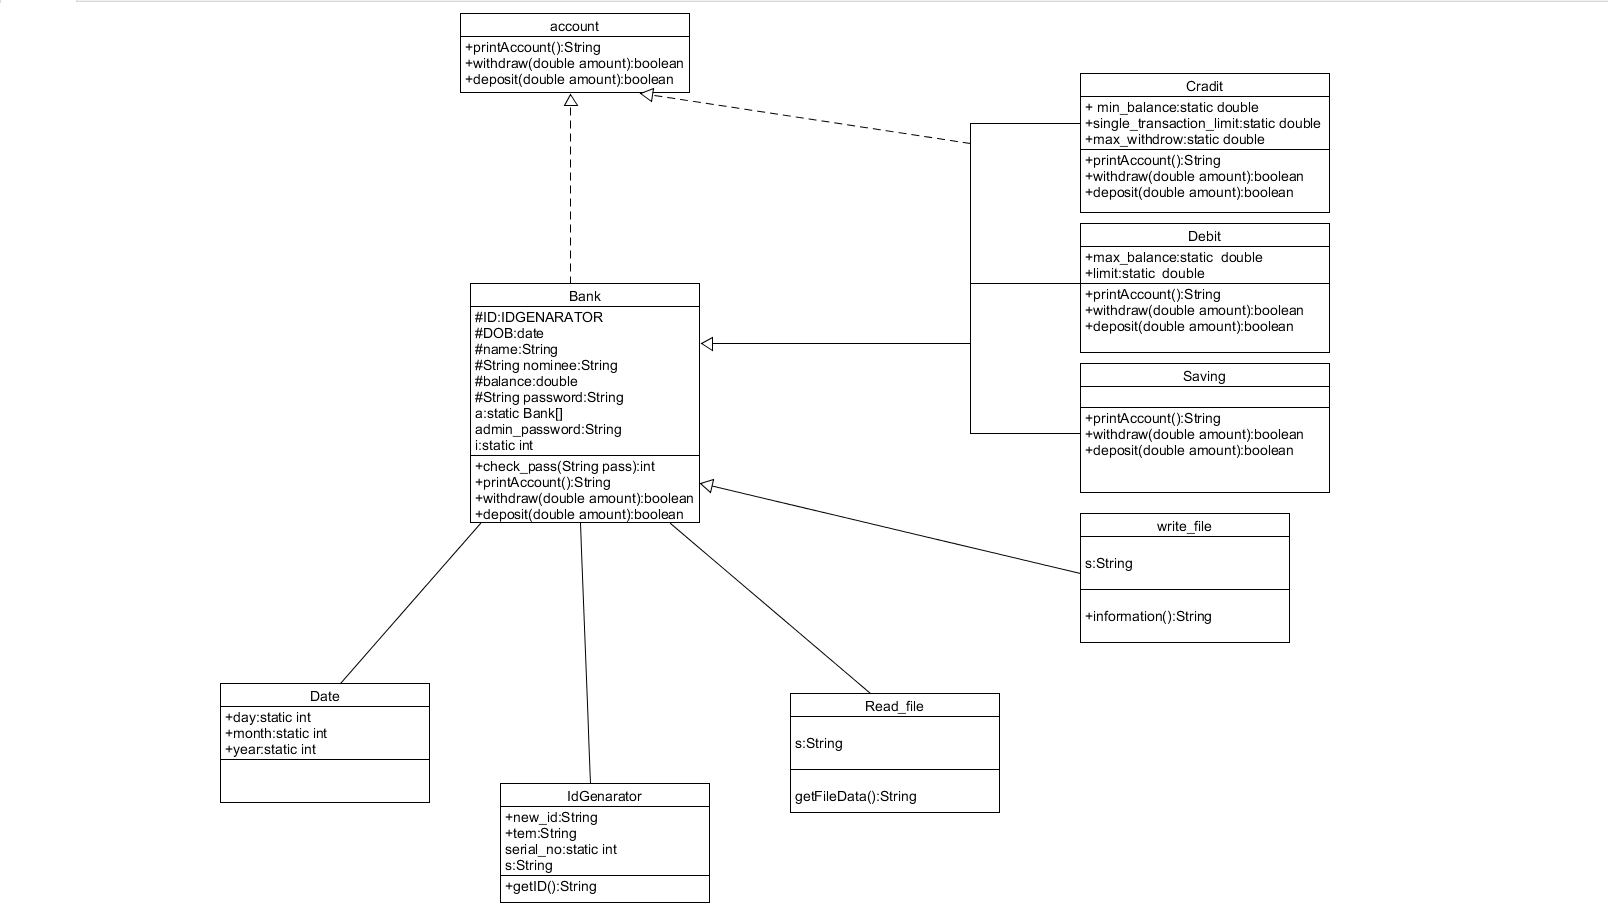 account
+printAccount():String
+withdraw(double amount):boolean
+deposit(double amount):boolean
Cradit
+ min_balance:static double
+single_transaction_limit:static double
+max_withdrow:static double
+printAccount():String
+withdraw(double amount):boolean
+deposit(double amount):boolean
Debit
+max_balance:static  double
+limit:static  double
+printAccount():String
+withdraw(double amount):boolean
+deposit(double amount):boolean
Bank
#ID:IDGENARATOR
#DOB:date
#name:String
#String nominee:String
#balance:double
#String password:String
a:static Bank[]
admin_password:String
i:static int
+check_pass(String pass):int
+printAccount():String
+withdraw(double amount):boolean
+deposit(double amount):boolean
Saving
+printAccount():String
+withdraw(double amount):boolean
+deposit(double amount):boolean
write_file
s:String
+information():String
Date
+day:static int
+month:static int
+year:static int
Read_file
s:String
getFileData():String
IdGenarator
+new_id:String
+tem:String
serial_no:static int
s:String
+getID():String